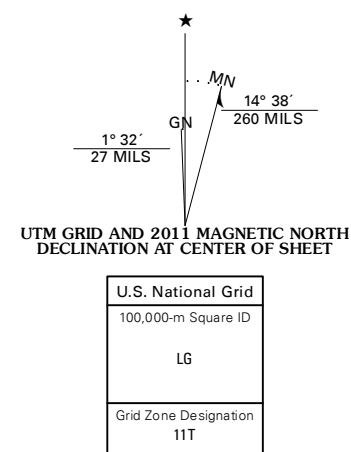 MN
14° 38´
260 MILS
GN
1° 32´
27 MILS
UTM GRID AND 2011 MAGNETIC NORTH
DECLINATION AT CENTER OF SHEET
U.S. National Grid
100,000-m Square ID
LG
Grid Zone Designation
11T